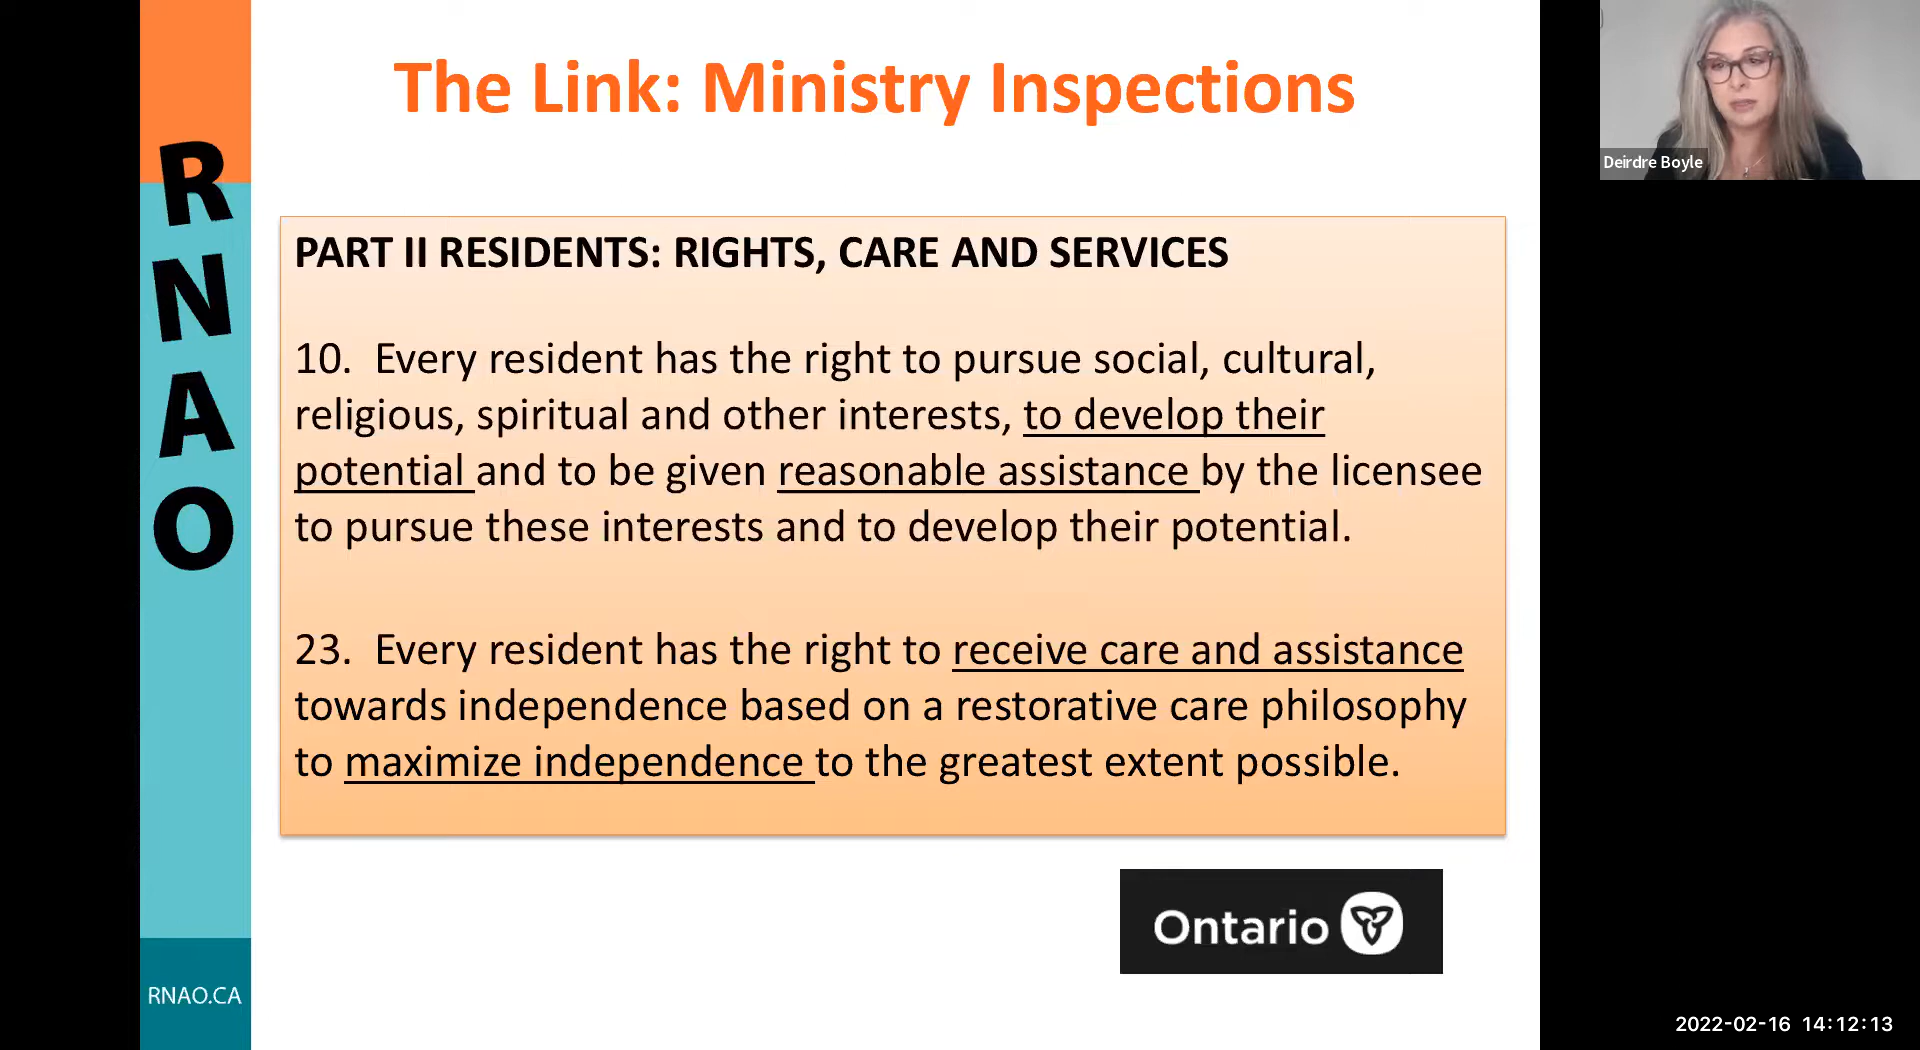 The Link: Ministry Inspections
Deirdre Boyle
R
N
A
O
PART II RESIDENTS: RIGHTS, CARE AND SERVICES
10. Every resident has the right to pursue social, cultural,
religious, spiritual and other interests, to develop their
potential and to be given reasonable assistance by the licensee
to pursue these interests and to develop their potential.
23. Every resident has the right to receive care and assistance
towards independence based on a restorative care philosophy
to maximize independence to the greatest extent possible.
Ontario
RNAO.CA
2022-02-16 14:12:13